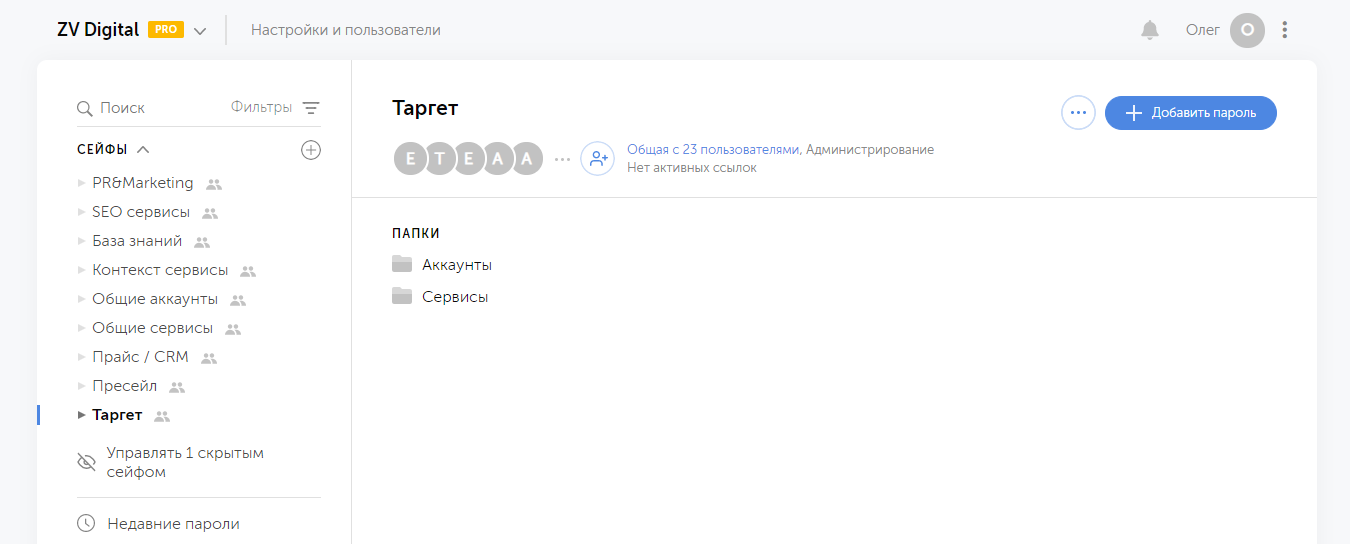 ZV Digital PRO Настройки и пользователи Олег О
Поиск Фильтры
СЕЙФЫ
PR&Marketing
SEO сервисы
База знаний
Контекст сервисы
Общие аккаунты
Общие сервисы
Прайс / CRM
Пресейл
Таргет
Управлять 1 скрытым
сейфом
Недавние пароли
Таргет
... Добавить пароль
E T E A A ...
Общая с 23 пользователями, Администрирование
Нет активных ссылок
ПАПКИ
Аккаунты
Сервисы